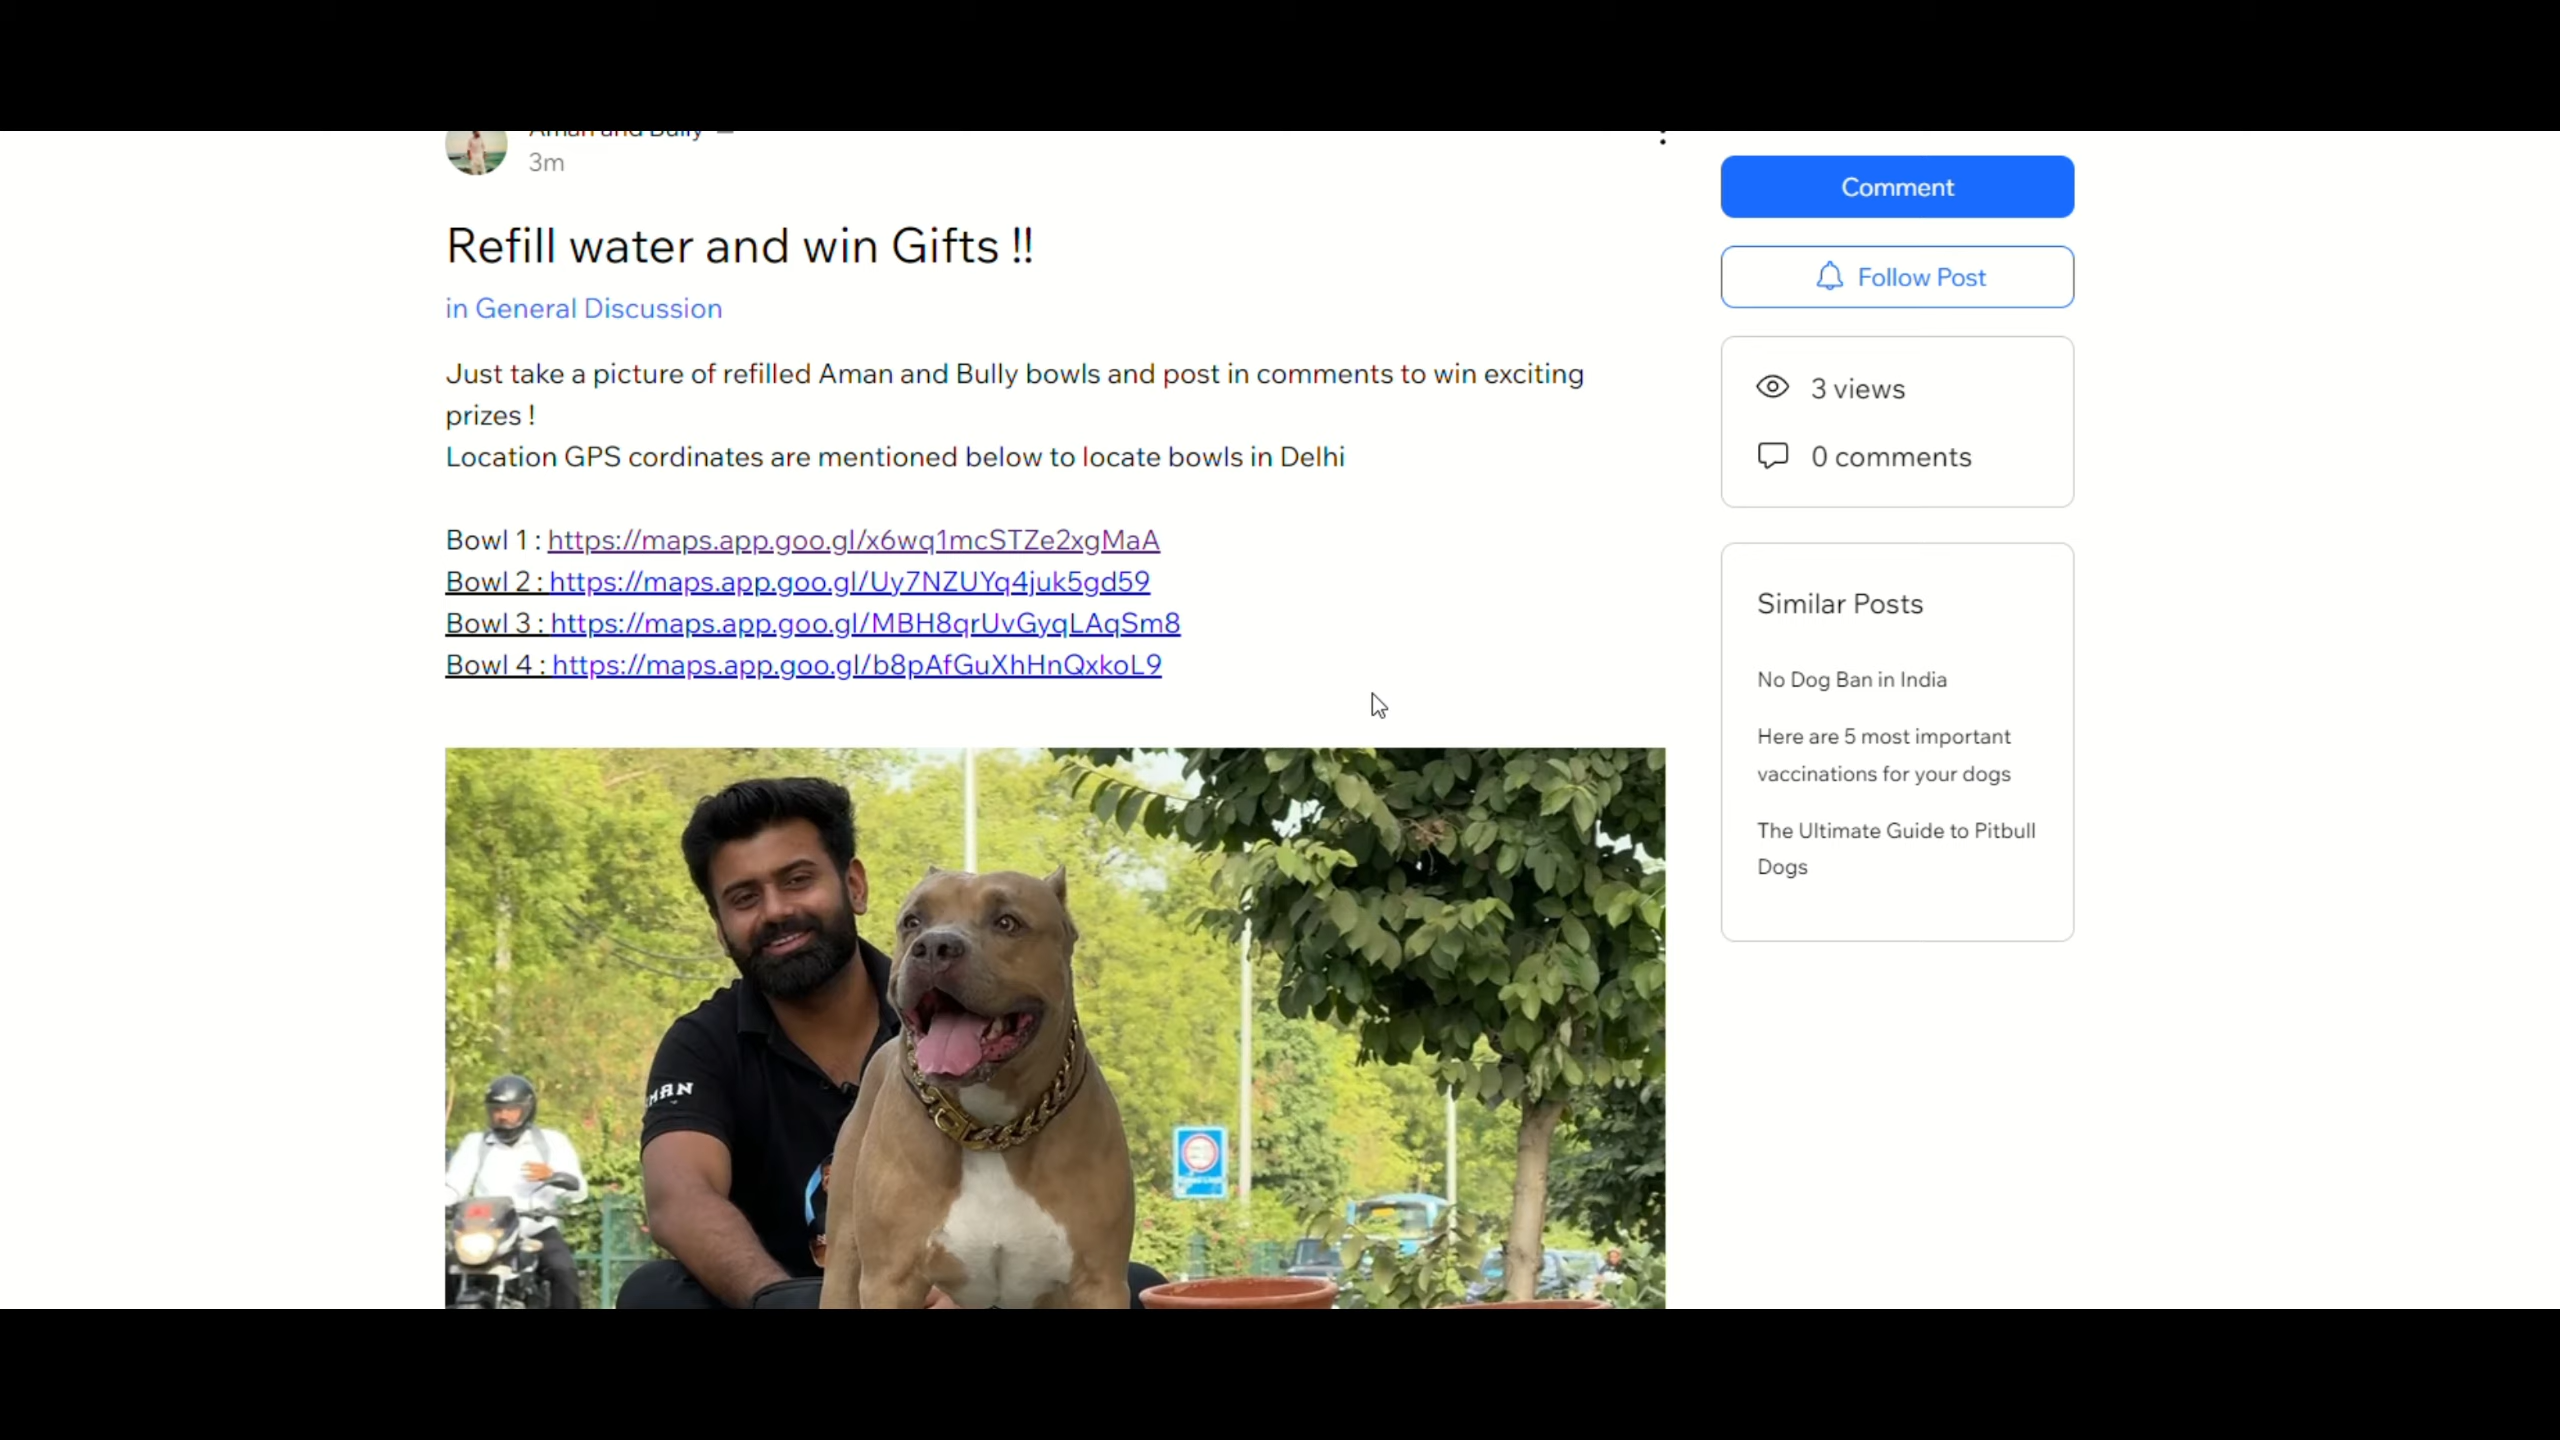 Aman and Bully
3m
Refill water and win Gifts !!
in General Discussion
Just take a picture of refilled Aman and Bully bowls and post in comments to win exciting
prizes !
Location GPS cordinates are mentioned below to locate bowls in Delhi
Bowl 1 : https://maps.app.goo.gl/x6wq1mcSTZe2xgMaA
Bowl 2 : https://maps.app.goo.gl/Uy7NZUYq4juk5gd59
Bowl 3 : https://maps.app.goo.gl/MBH8qrUvGyqLAqSm8
Bowl 4 : https://maps.app.goo.gl/b8pAfGuXhHnQxkoL9
Comment
Follow Post
3 views
0 comments
Similar Posts
No Dog Ban in India
Here are 5 most important
vaccinations for your dogs
The Ultimate Guide to Pitbull
Dogs